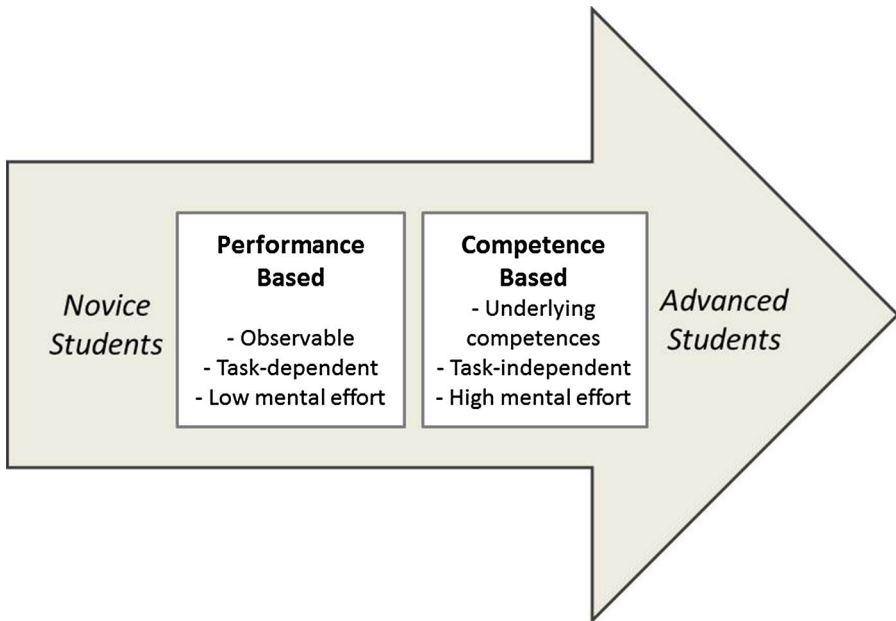 Novice
Students
Performance
Based
- Observable
- Task-dependent
- Low mental effort
Competence
Based
- Underlying
competences
- Task-independent
- High mental effort
Advanced
Students